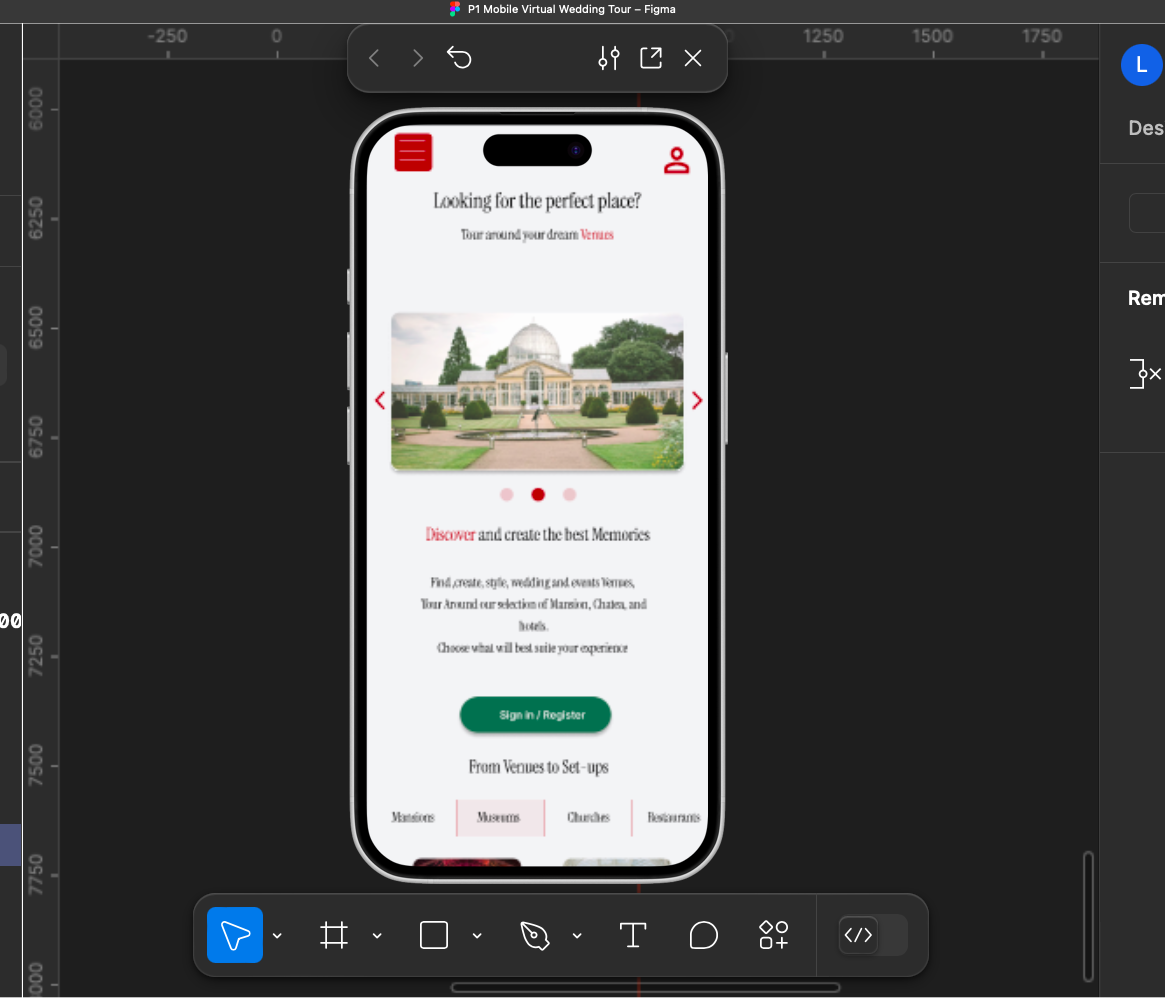 P1 Mobile Virtual Wedding Tour – Figma
-250
0
1250
1500
1750
L
6000
Des
Looking for the perfect place?
Tour around your dream Venues
6250
Rem
6500
6750
7000
Discover and create the best Memories
Find ,create, style, wedding and events Venues,
Your Around our selection of Mansion, Chatea, and
hotels.
Choose what will best suite your experience
00
7250
Sign in / Register
7500
From Venues to Set-ups
Mansions
Museums
Churches
Restaurants
7750
000